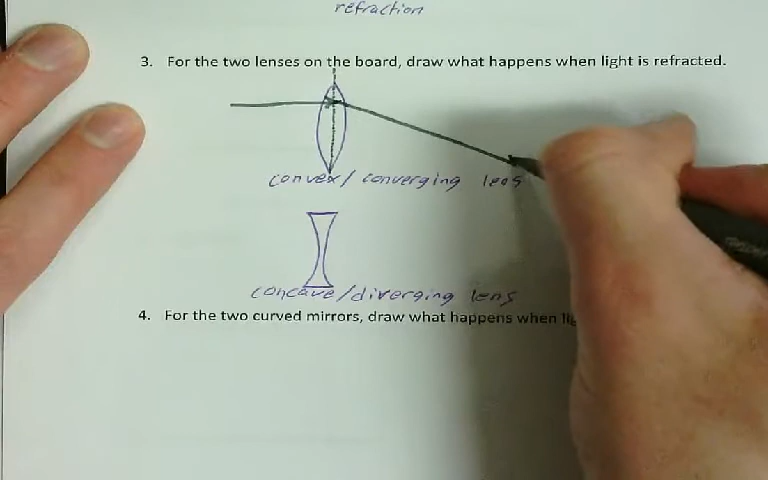 refraction
3. For the two lenses on the board, draw what happens when light is refracted.
convex/converging lens
concave/diverging lens
4. For the two curved mirrors, draw what happens when